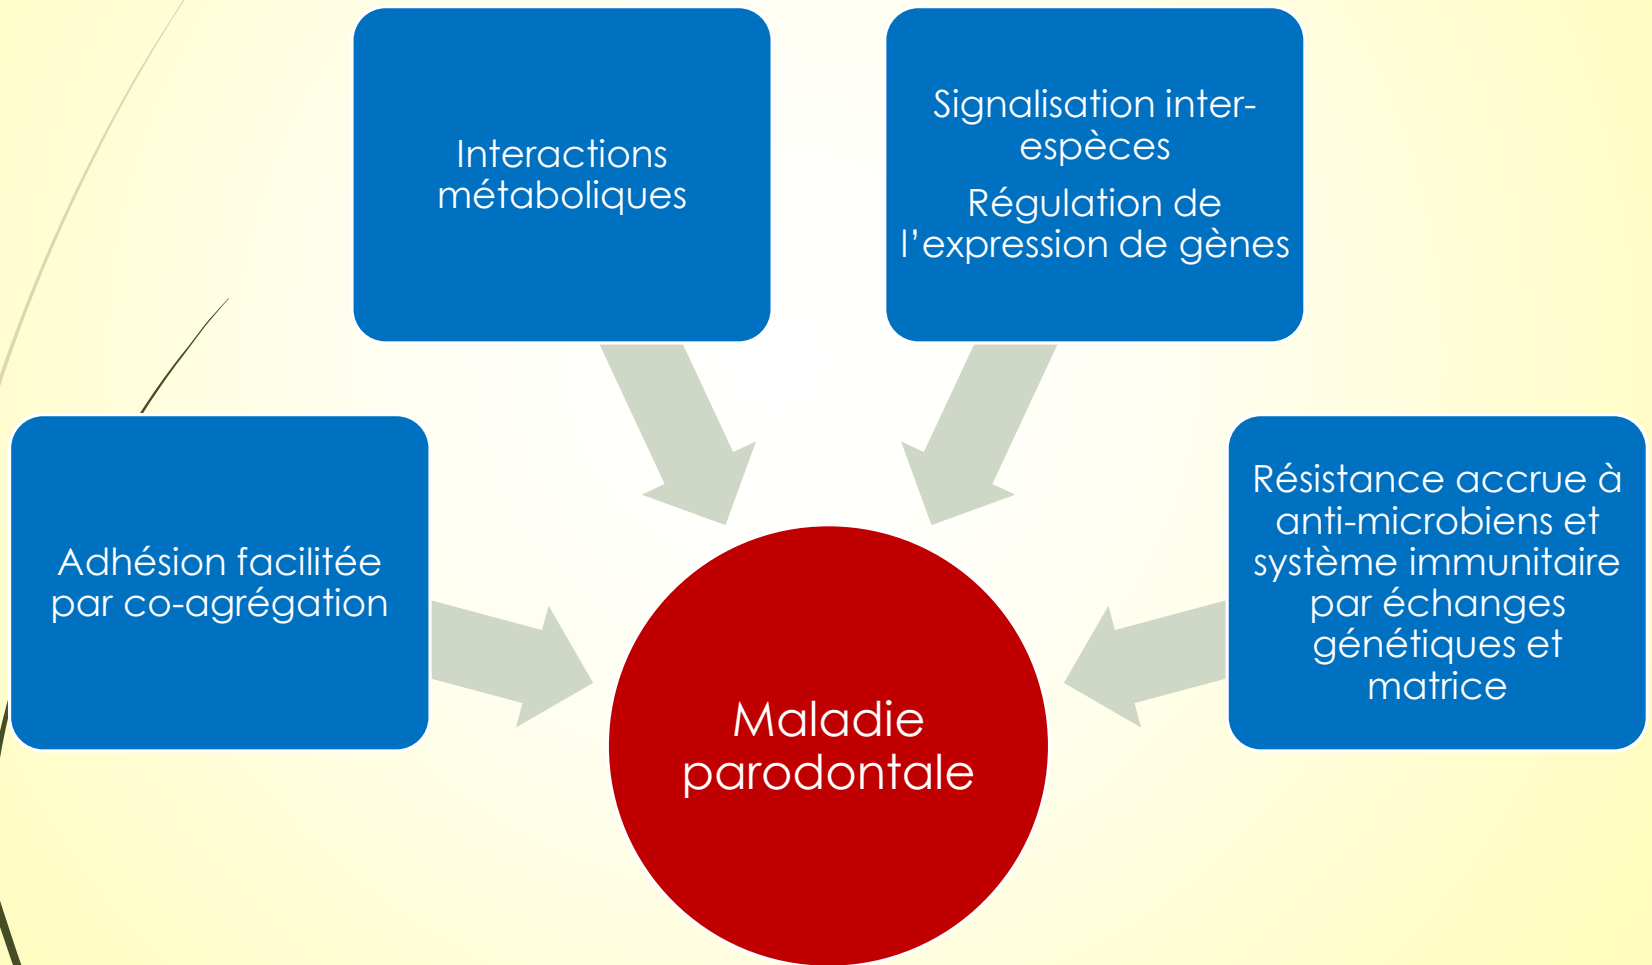 Interactions
métaboliques
Signalisation inter-
espèces
Régulation de
l’expression de gènes
Adhésion facilitée
par co-agrégation
Résistance accrue à
anti-microbiens et
système immunitaire
par échanges
génétiques et
matrice
Maladie
parodontale